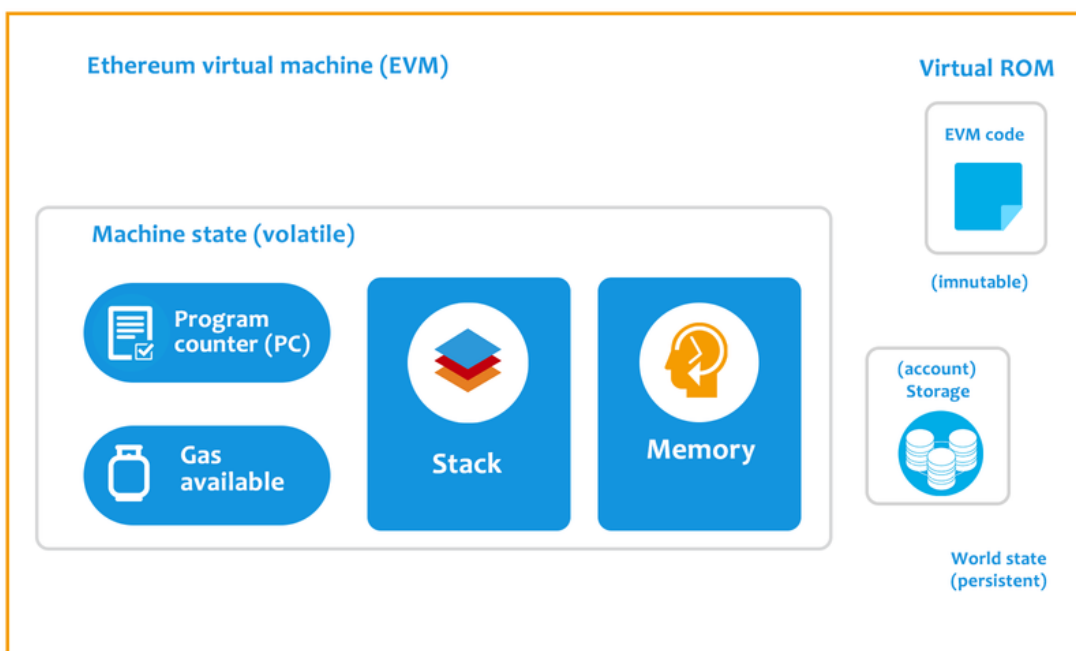 Ethereum virtual machine (EVM)
Virtual ROM
EVM code
(imnutable)
Machine state (volatile)
Program
counter (PC)
Gas
available
Stack
Memory
(account)
Storage
World state
(persistent)